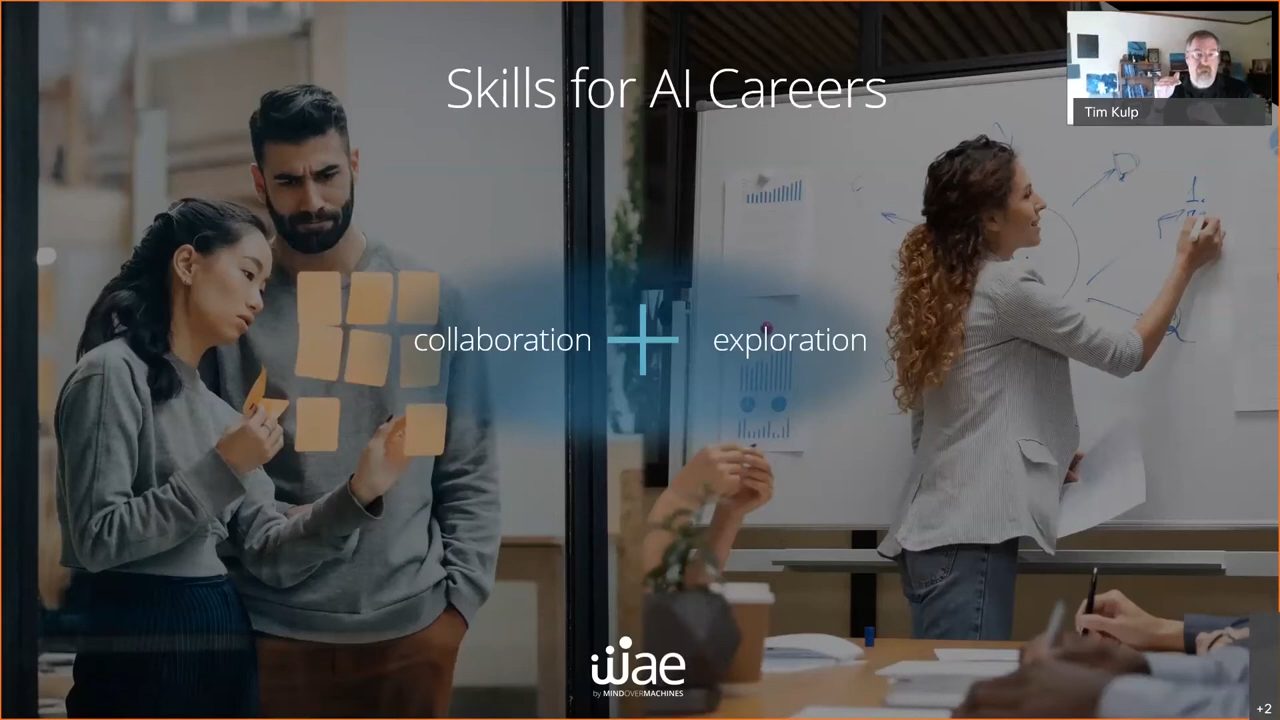 Skills for AI Careers
Tim Kulp
collaboration + exploration
wae
by MINDOVERMACHINES
+2